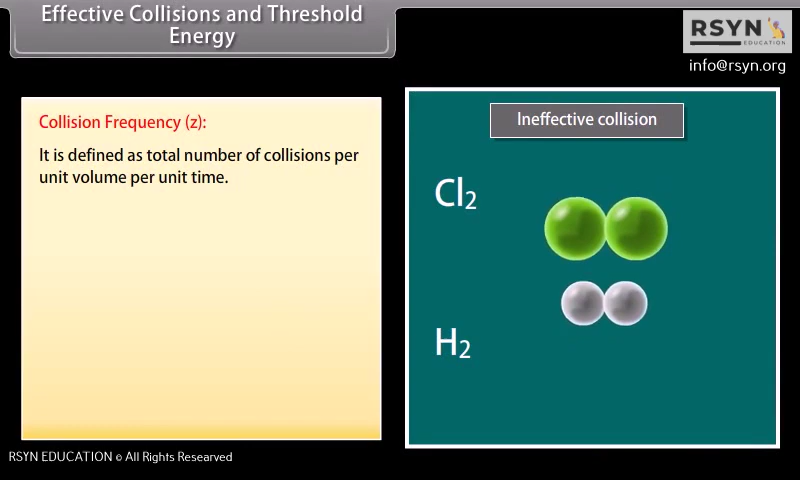 Effective Collisions and Threshold
Energy
RSYN
EDUCATION
info@rsyn.org
Collision Frequency (z):
It is defined as total number of collisions per
unit volume per unit time.
Ineffective collision
Cl2
H2
RSYN EDUCATION © All Rights Researved